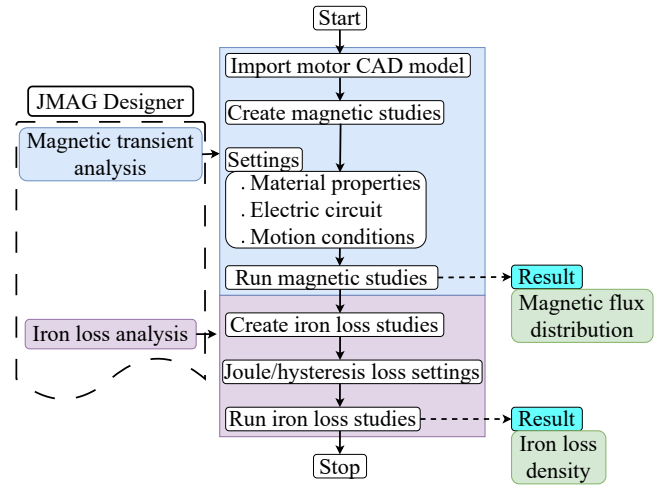 Start
Import motor CAD model
JMAG Designer
Create magnetic studies
Magnetic transient
analysis
Settings
. Material properties
. Electric circuit
. Motion conditions
Run magnetic studies
Result
Magnetic flux
distribution
Iron loss analysis
Create iron loss studies
Joule/hysteresis loss settings
Run iron loss studies
Result
Iron loss
density
Stop